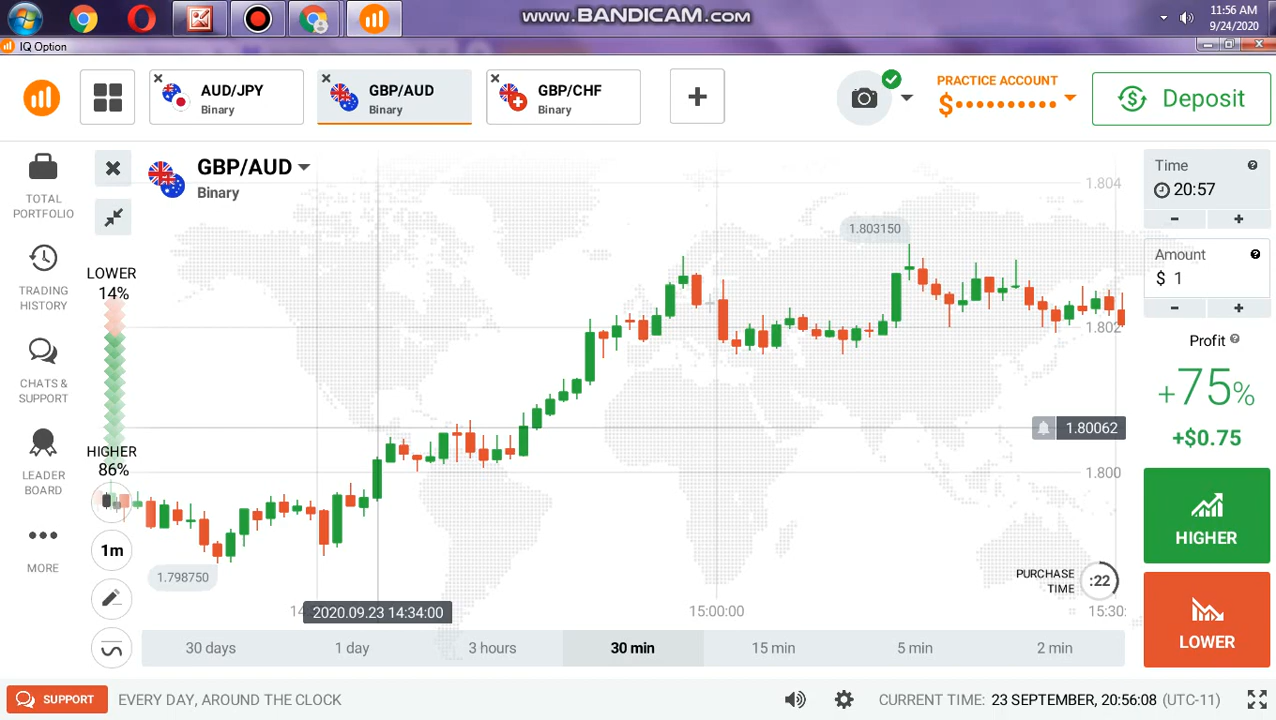 www.BANDICAM.com
11:56 AM
9/24/2020
IQ Option
AUD/JPY
Binary
GBP/AUD
Binary
GBP/CHF
Binary
PRACTICE ACCOUNT
$••••••••••
Deposit
TOTAL
PORTFOLIO
TRADING
HISTORY
CHATS &
SUPPORT
LEADER
BOARD
MORE
GBP/AUD
Binary
LOWER
14%
HIGHER
86%
1m
1.804
1.803150
1.802
1.80062
1.800
1.798750
PURCHASE
TIME
:22
14
2020.09.23 14:34:00
15:00:00
15:30:
30 days
1 day
3 hours
30 min
15 min
5 min
2 min
Time
20:57
-
+
Amount
$ 1
-
+
Profit
+75%
+$0.75
HIGHER
LOWER
SUPPORT
EVERY DAY, AROUND THE CLOCK
CURRENT TIME: 23 SEPTEMBER, 20:56:08 (UTC-11)